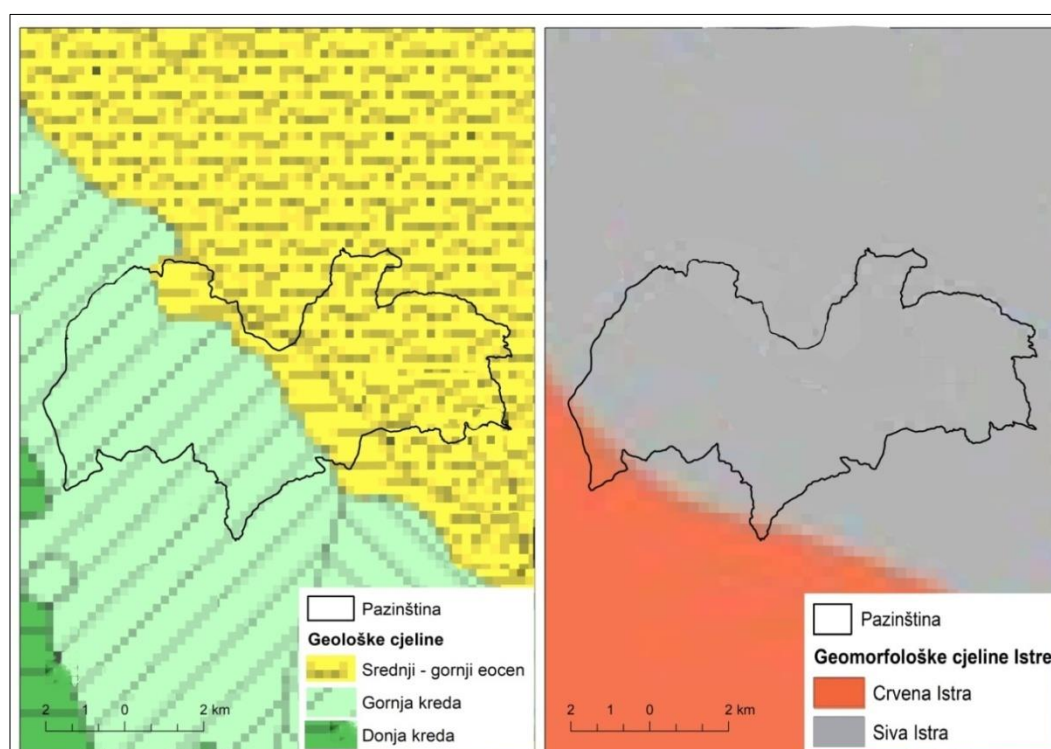 Pazinština
Geološke cjeline
Srednji - gornji eocen
Gornja kreda
Donja kreda
2 1 0 2 km
Pazinština
Geomorfološke cjeline Istre
Crvena Istra
Siva Istra
2 1 0 2 km